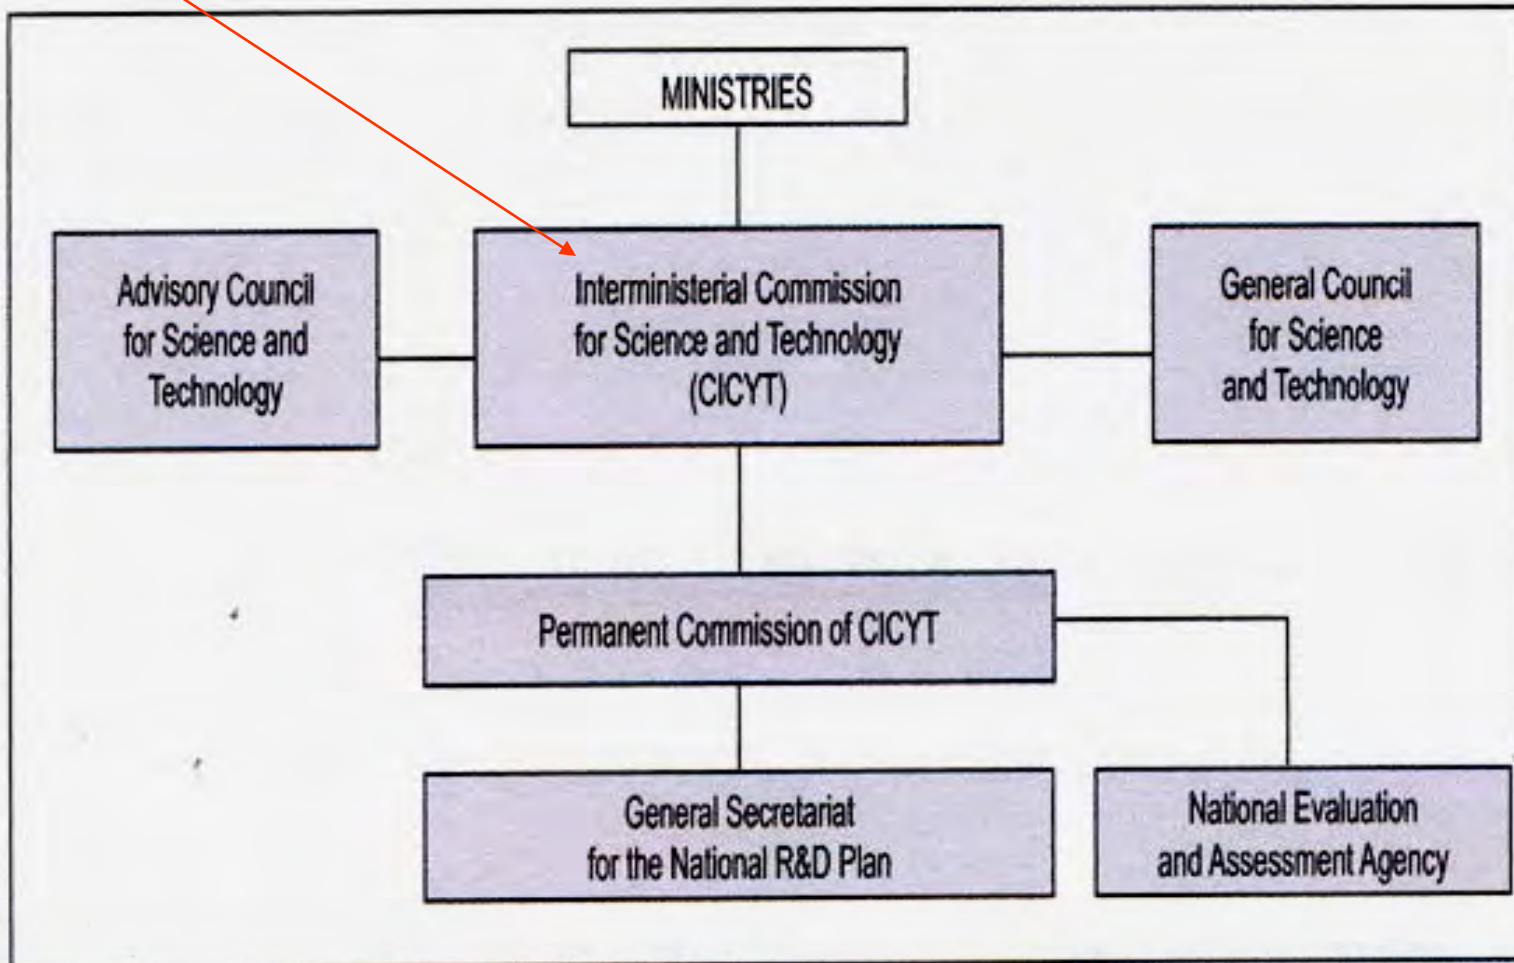 MINISTRIES
Advisory Council
for Science and
Technology
Interministerial Commission
for Science and Technology
(CICYT)
General Council
for Science
and Technology
Permanent Commission of CICYT
General Secretariat
for the National R&D Plan
National Evaluation
and Assessment Agency